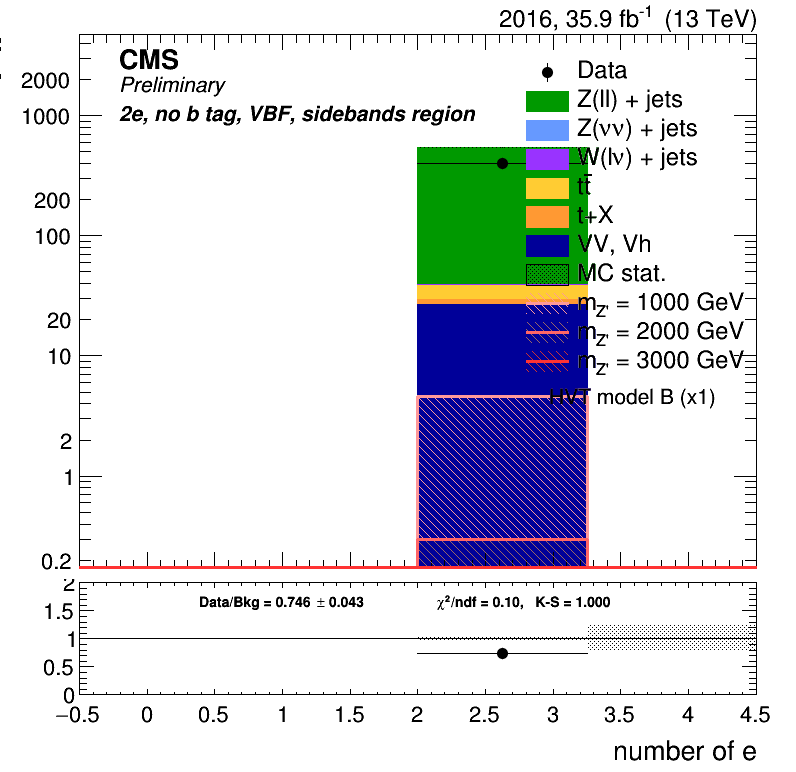 2016, 35.9 fb⁻¹ (13 TeV)
CMS
Preliminary
2e, no b tag, VBF, sidebands region
Data
Z(ll) + jets
Z(νν) + jets
W(lν) + jets
tt̄
t+X
VV, Vh
MC stat.
m_Z' = 1000 GeV
m_Z' = 2000 GeV
m_Z' = 3000 GeV
HVT model B (x1)
2000
1000
200
100
20
10
2
1
0.2
Data/Bkg = 0.746 ± 0.043
χ²/ndf = 0.10, K-S = 1.000
2
1.5
1
0.5
0
−0.5 0 0.5 1 1.5 2 2.5 3 3.5 4 4.5
number of e